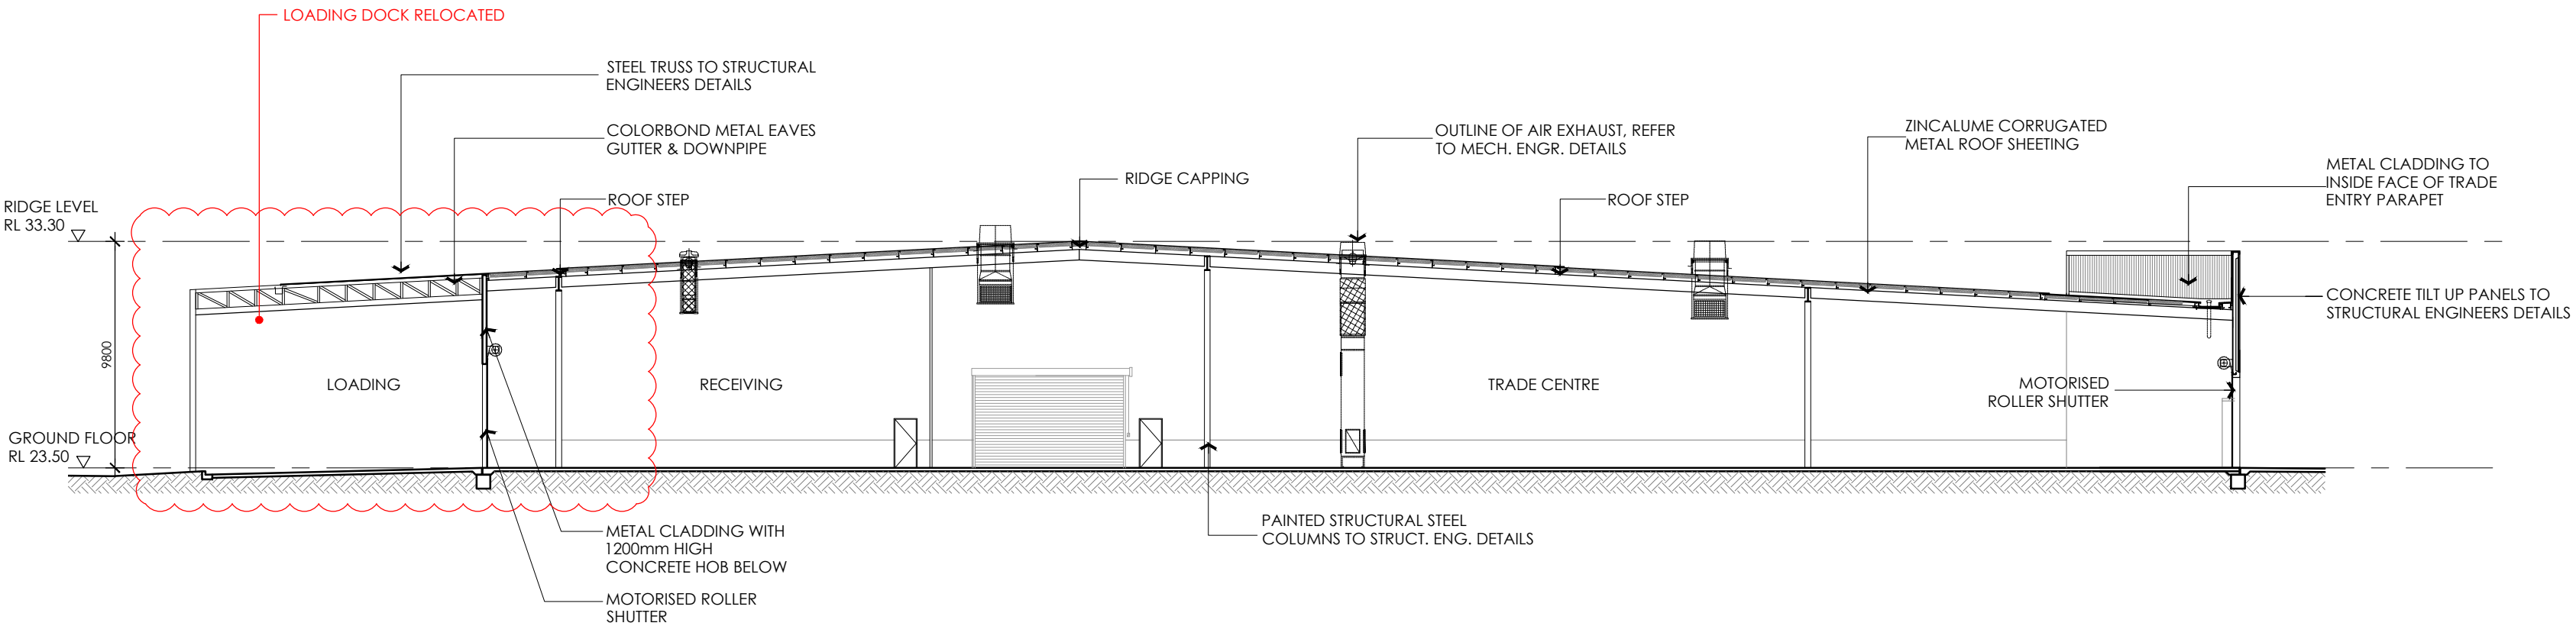 LOADING DOCK RELOCATED
STEEL TRUSS TO STRUCTURAL
ENGINEERS DETAILS
COLORBOND METAL EAVES
GUTTER & DOWNPIPE
ROOF STEP
RIDGE CAPPING
OUTLINE OF AIR EXHAUST, REFER
TO MECH. ENGR. DETAILS
ROOF STEP
ZINCALUME CORRUGATED
METAL ROOF SHEETING
METAL CLADDING TO
INSIDE FACE OF TRADE
ENTRY PARAPET
RIDGE LEVEL
RL 33.30
CONCRETE TILT UP PANELS TO
STRUCTURAL ENGINEERS DETAILS
9800
LOADING
RECEIVING
TRADE CENTRE
MOTORISED
ROLLER SHUTTER
GROUND FLOOR
RL 23.50
METAL CLADDING WITH
1200mm HIGH
CONCRETE HOB BELOW
MOTORISED ROLLER
SHUTTER
PAINTED STRUCTURAL STEEL
COLUMNS TO STRUCT. ENG. DETAILS